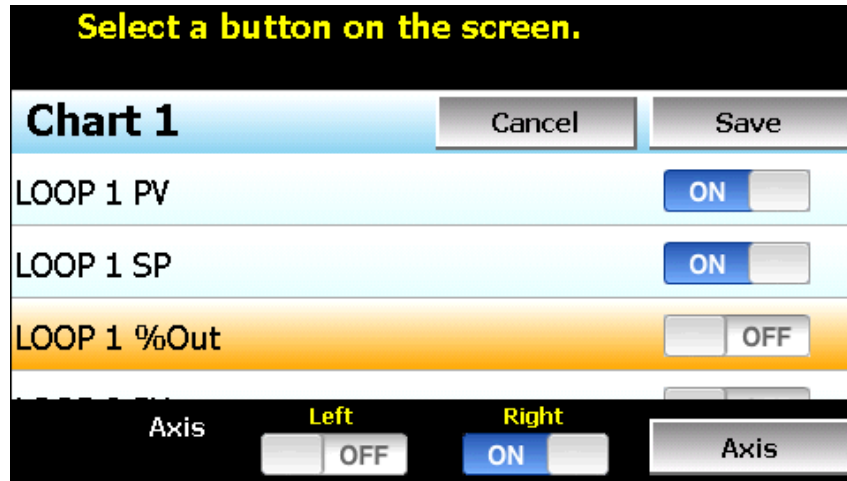 Select a button on the screen.
Chart 1 Cancel Save
LOOP 1 PV ON
LOOP 1 SP ON
LOOP 1 %Out OFF
Axis Left Right
OFF ON Axis